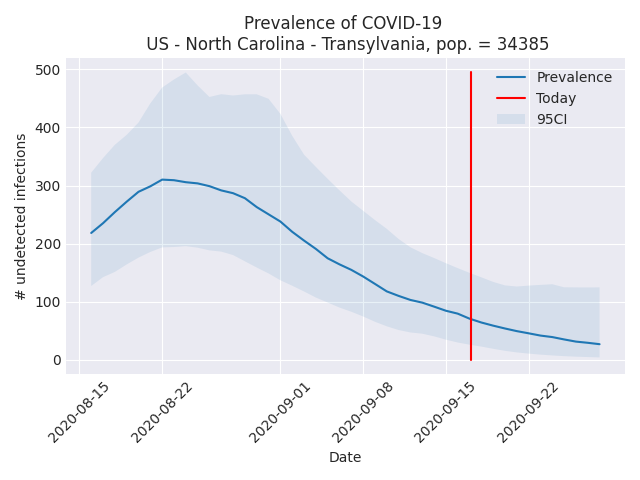 Prevalence of COVID-19
US - North Carolina - Transylvania, pop. = 34385
500
400
300
200
100
0
# undetected infections
Prevalence
Today
95CI
2020-08-15
2020-08-22
2020-09-01
2020-09-08
2020-09-15
2020-09-22
Date